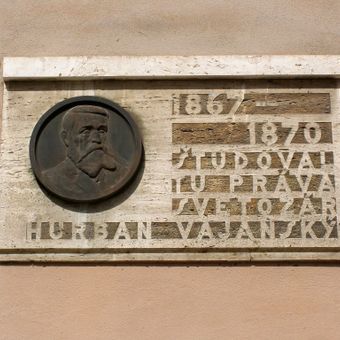 1867-
1870
ŠTUDOVAL
TU PRÁVA
SVETOZÁR
HURBAN VAJANSKÝ